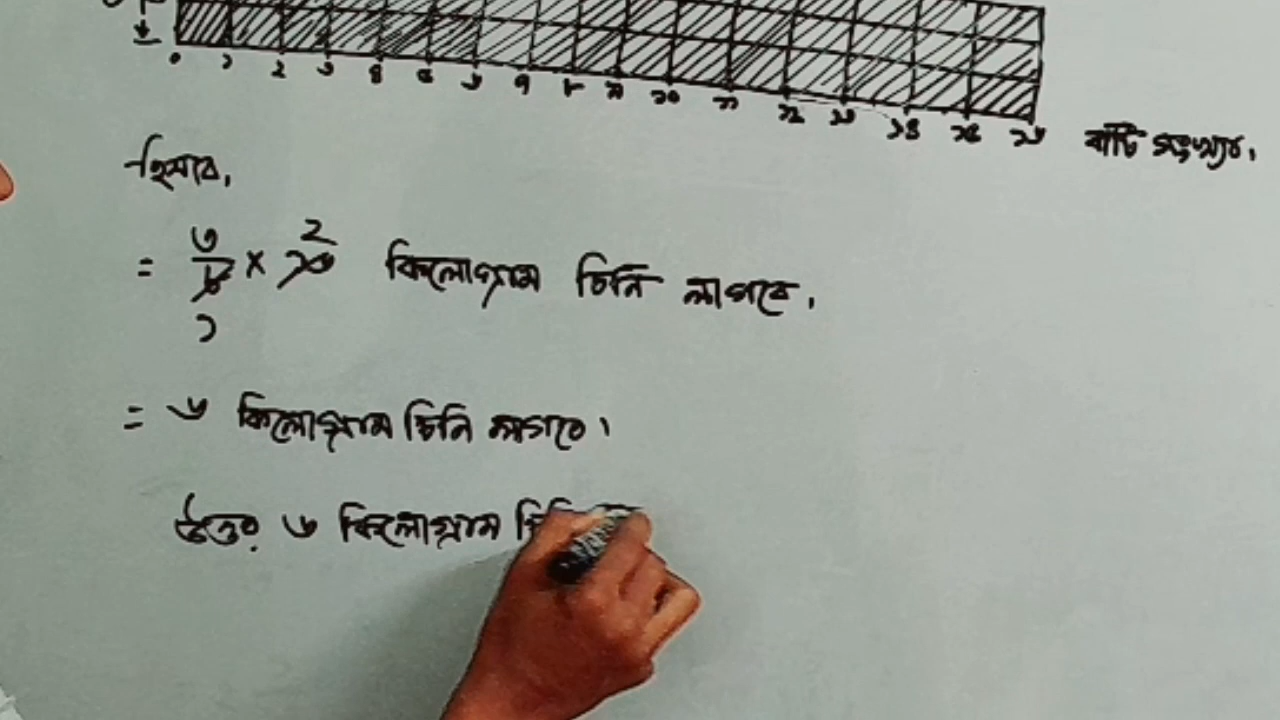 ০ ১ ২ ৩ ৪ ৫ ৬ ৭ ৮ ৯ ১০ ১১ ১২ ১৩ ১৪ ১৫ ১৬ বাটি সংখ্যা
হিসাবে,
২
= ৩/৮ × ১৬ কিলোগ্রাম চিনি লাগবে।
১
= ৬ কিলোগ্রাম চিনি লাগবে।
উত্তর ৬ কিলোগ্রাম